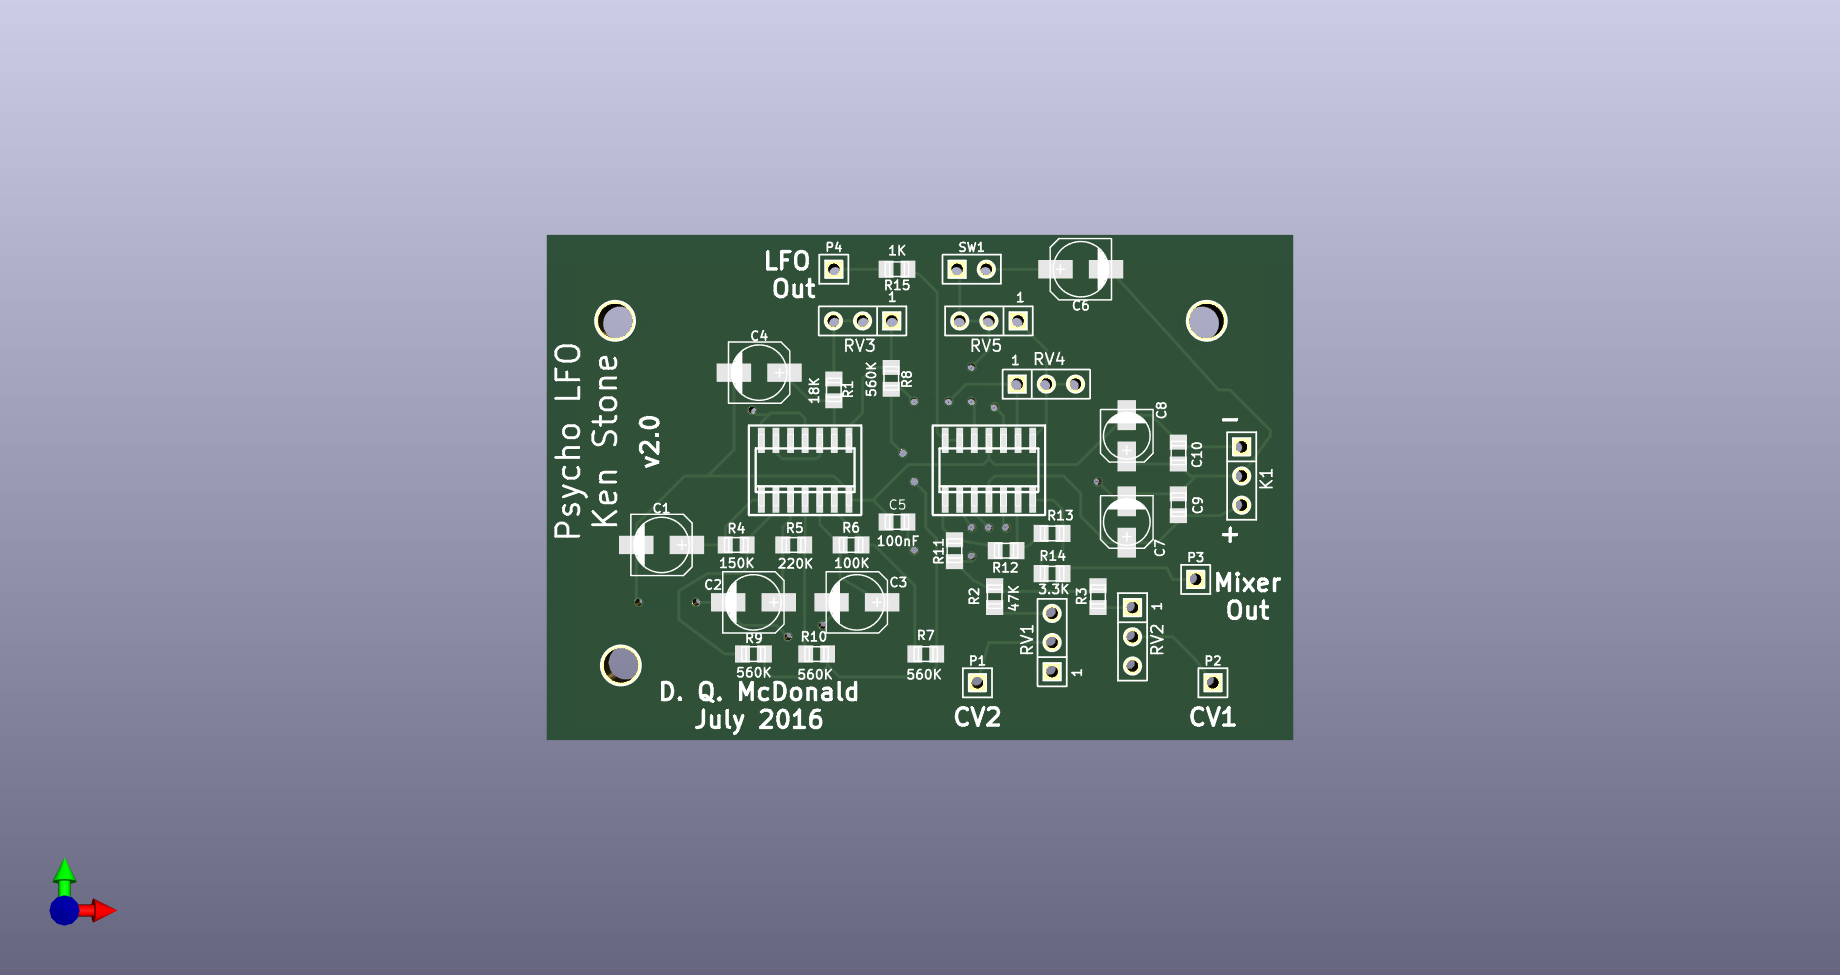 LFO
Out
P4
1K
R15
SW1
C6
1
RV3
1
RV5
1
RV4
C4
18K
R1
560K
R8
Psycho LFO
Ken Stone
v2.0
C8
C10
−
K1
+
C9
C7
C1
C5
100nF
R4
150K
R5
220K
R6
100K
R11
R12
R13
R14
3.3K
R2
47K
R3
P3
Mixer
Out
C2
C3
R9
560K
R10
560K
R7
560K
RV1
1
RV2
1
P1
CV2
P2
CV1
D. Q. McDonald
July 2016